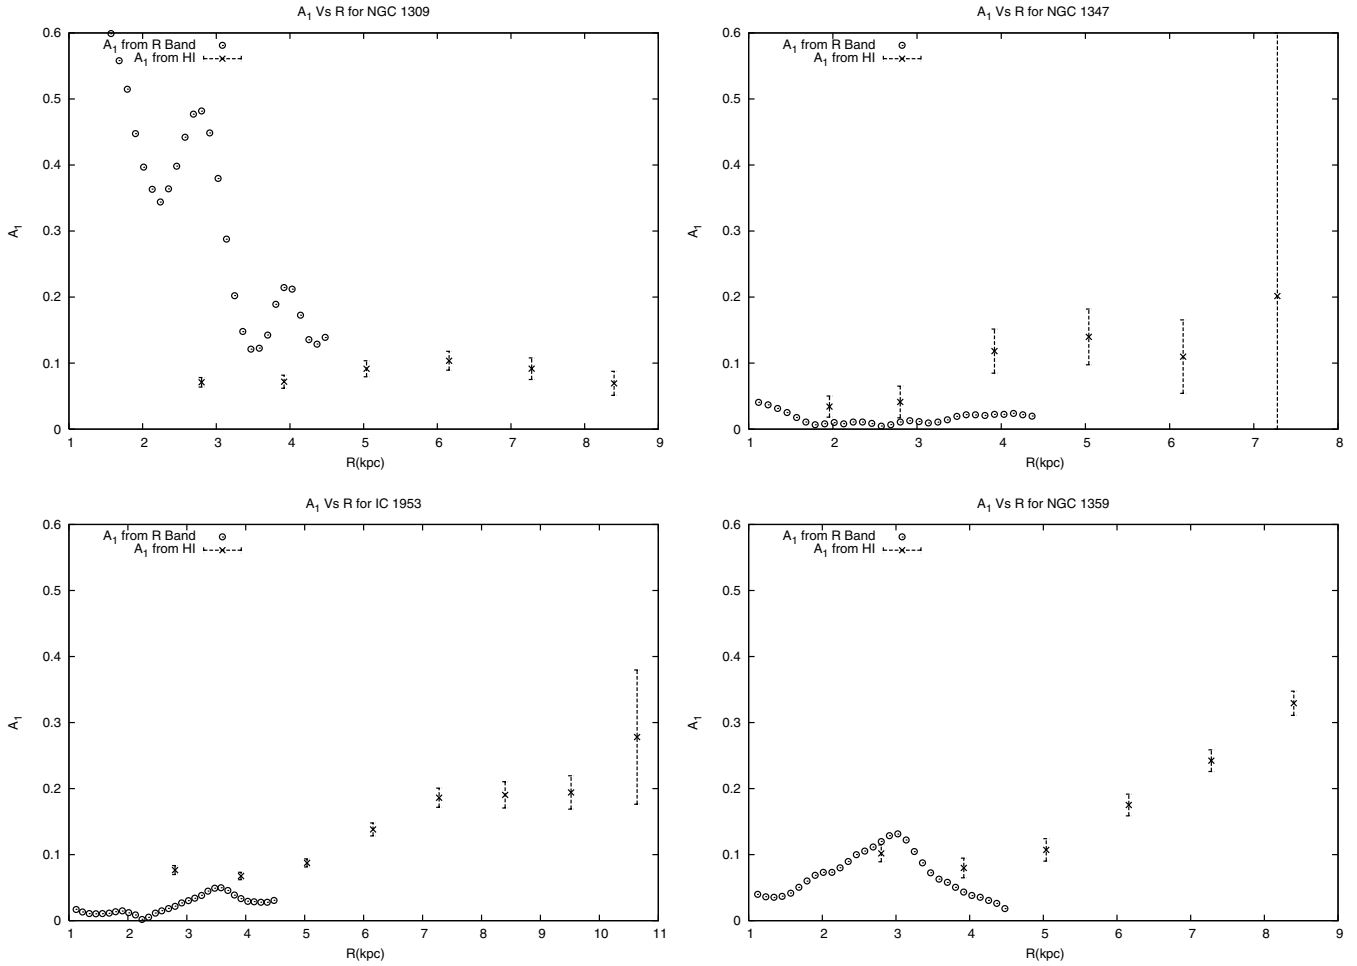 A1 Vs R for NGC 1309
A1 from R Band
A1 from HI
0.6
0.5
0.4
0.3
0.2
0.1
0
A1
1 2 3 4 5 6 7 8 9
R(kpc)
A1 Vs R for NGC 1347
A1 from R Band
A1 from HI
0.6
0.5
0.4
0.3
0.2
0.1
0
A1
1 2 3 4 5 6 7 8
R(kpc)
A1 Vs R for IC 1953
A1 from R Band
A1 from HI
0.6
0.5
0.4
0.3
0.2
0.1
0
A1
1 2 3 4 5 6 7 8 9 10 11
R(kpc)
A1 Vs R for NGC 1359
A1 from R Band
A1 from HI
0.6
0.5
0.4
0.3
0.2
0.1
0
A1
1 2 3 4 5 6 7 8 9
R(kpc)